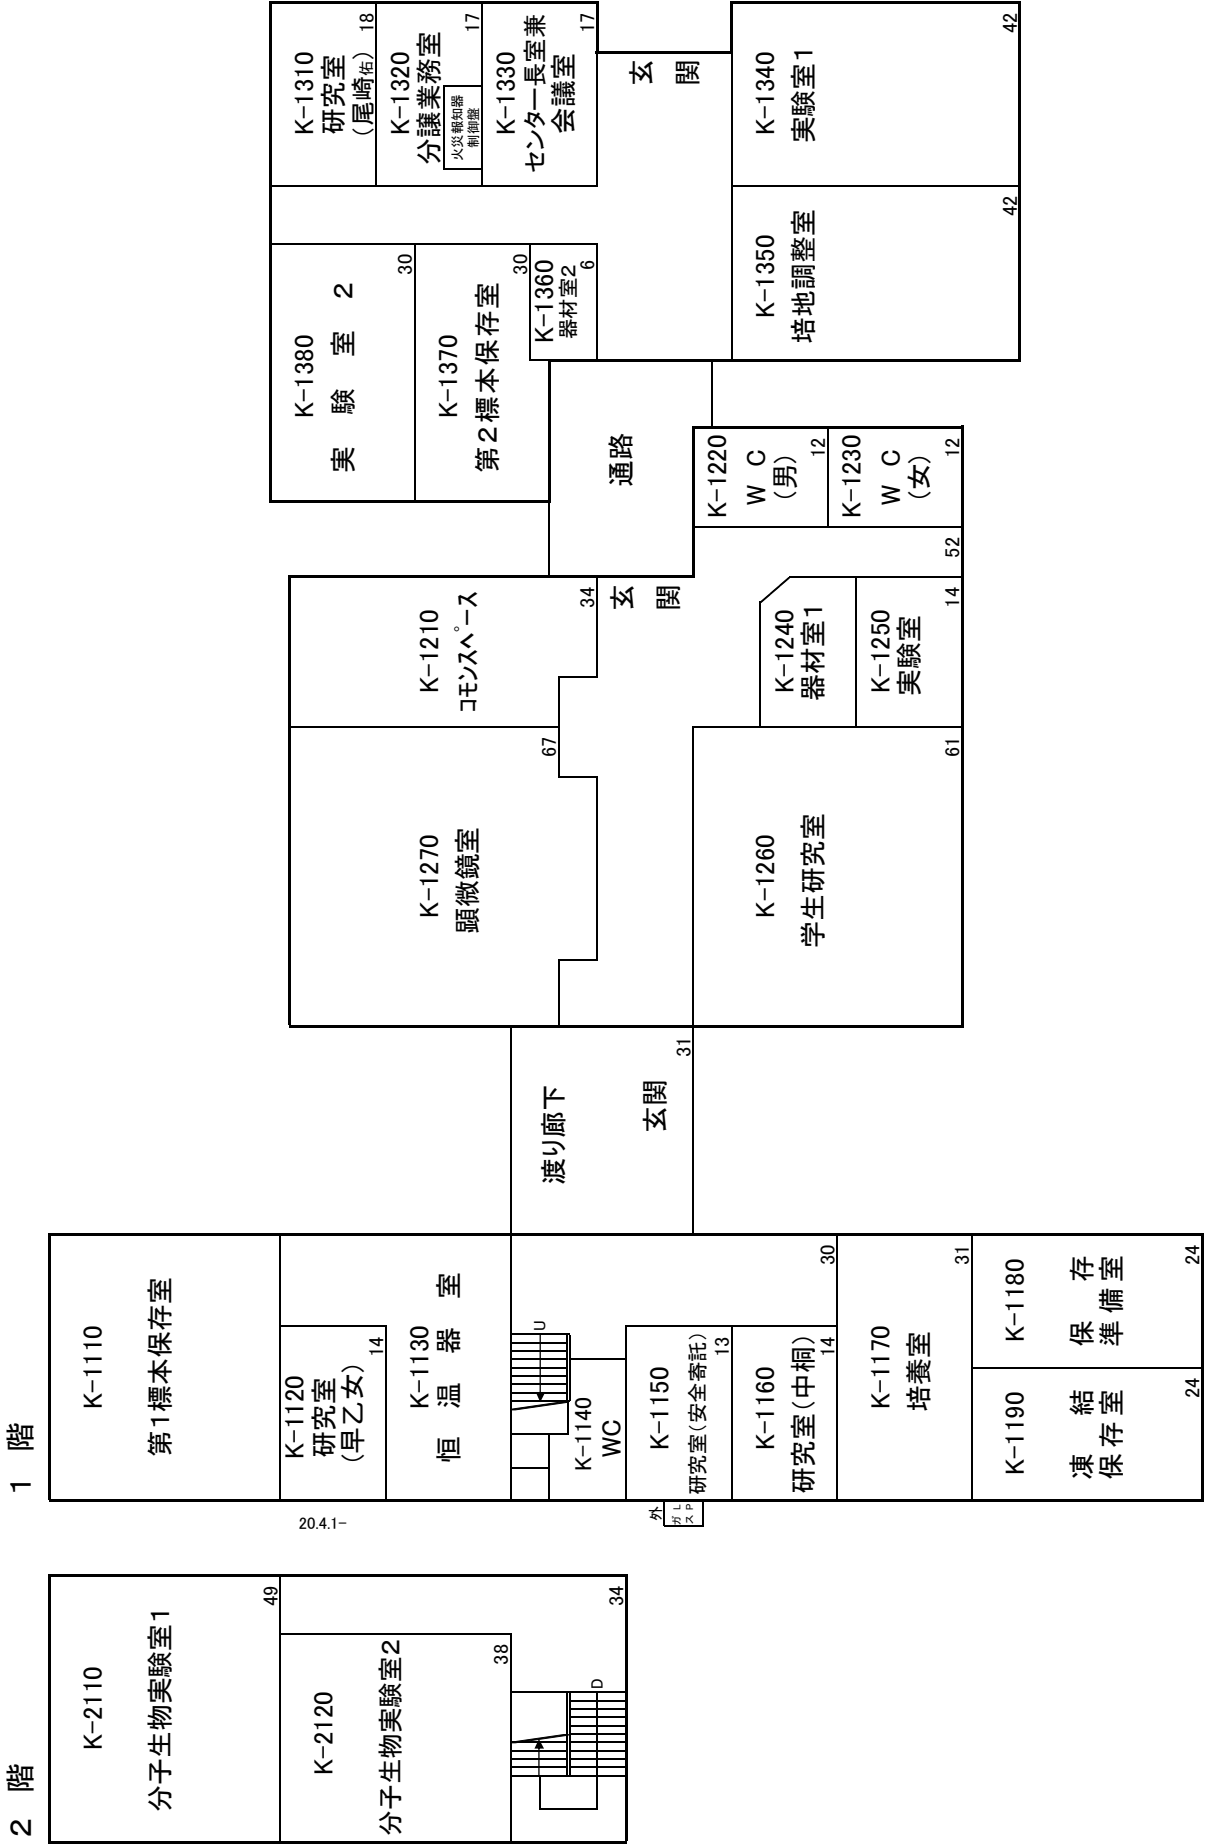 2 階
K-2110
分子生物実験室1
49
K-2120
分子生物実験室2
38
D
34
1 階
K-1110
第1標本保存室
20.4.1-
K-1120
研究室
(早乙女)
14
K-1130
恒 温 器 室
U
K-1140
WC
K-1150
研究室(安全寄託)
13
外
LP
ガス
K-1160
研究室(中桐)
14
30
K-1170
培養室
31
K-1180
保 存
準 備 室
24
K-1190
凍 結
保 存 室
24
渡り廊下
玄関
31
K-1270
顕微鏡室
67
K-1210
コモンスペース
34
K-1260
学生研究室
61
玄
関
K-1240
器材室1
K-1250
実験室
14
52
K-1220
W C
(男)
12
K-1230
W C
(女)
12
通路
K-1380
実 験 室 2
30
K-1370
第2標本保存室
30
K-1360
器材室2
6
K-1310
研究室
(尾崎佑)
18
K-1320
分譲業務室
17
火災報知器
制御盤
K-1330
センター長室兼
会議室
17
玄
関
K-1350
培地調整室
42
K-1340
実験室1
42